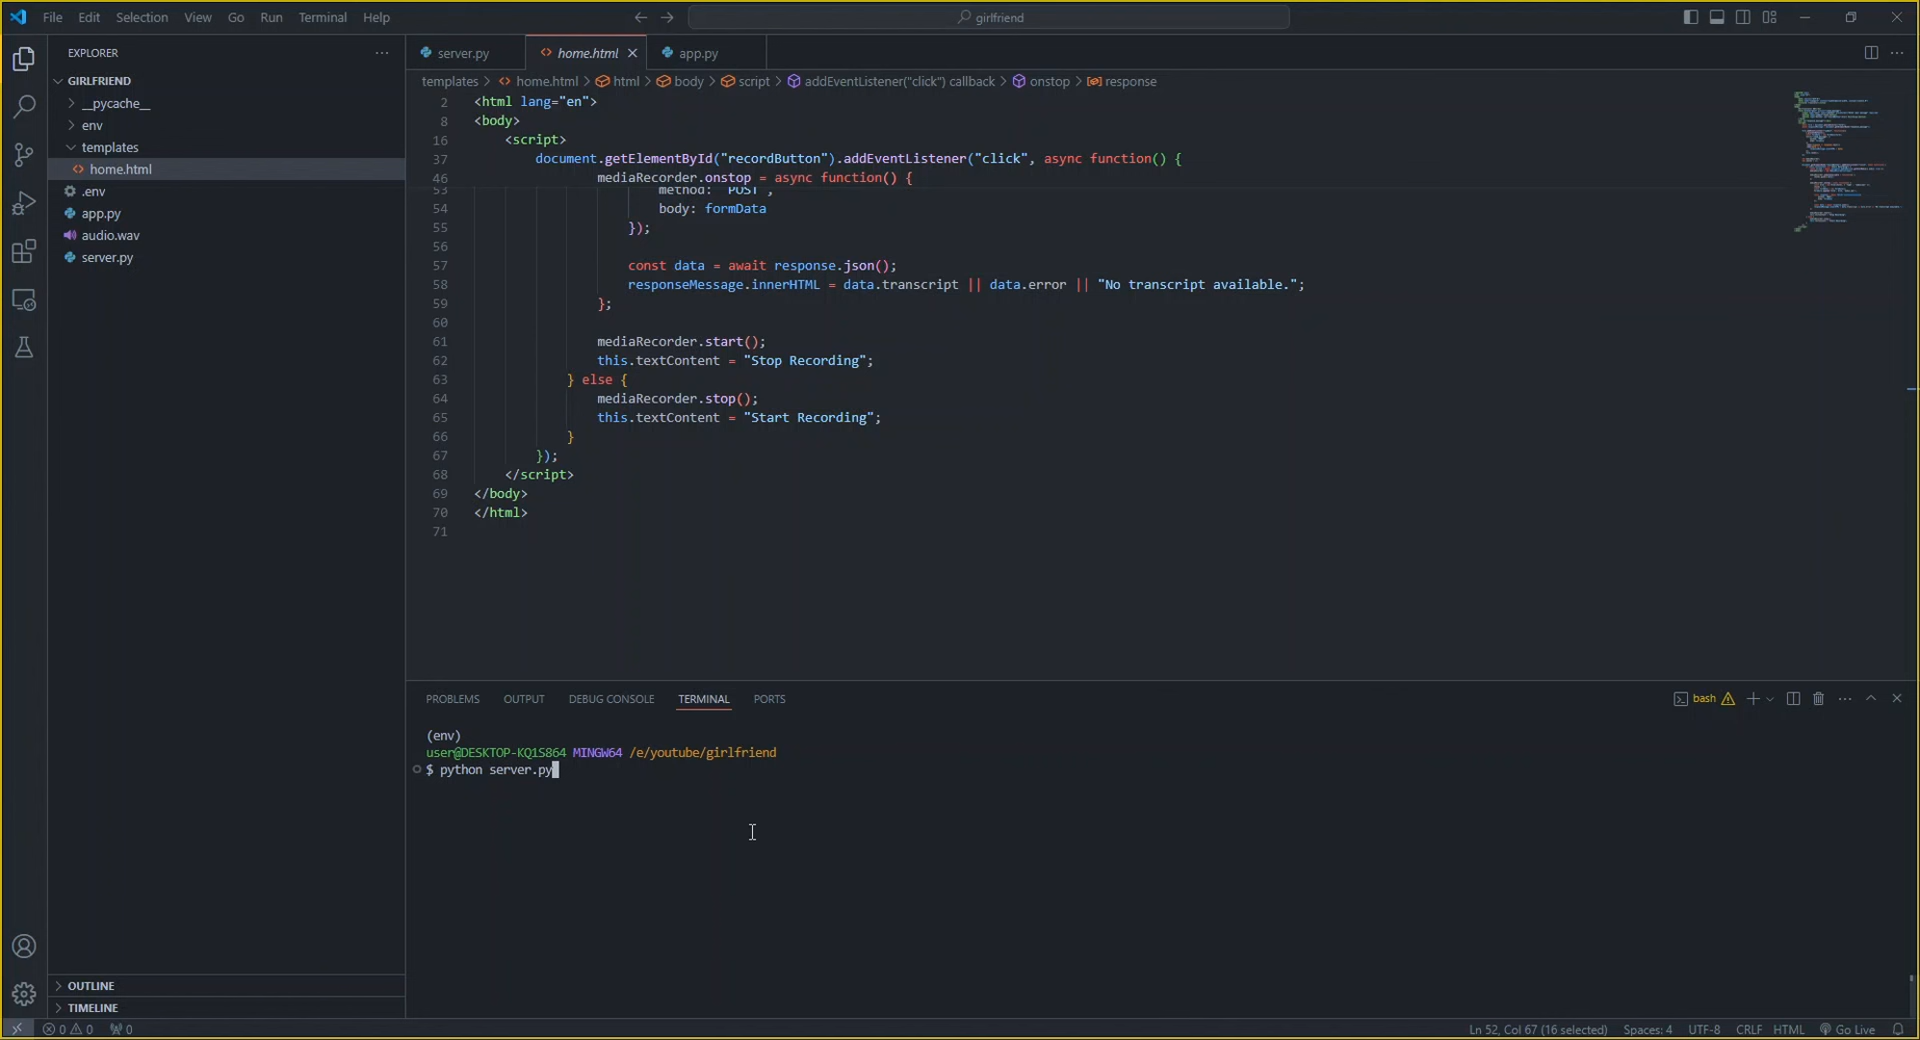 File Edit Selection View Go Run Terminal Help
girlfriend
EXPLORER
server.py
home.html
app.py
GIRLFRIEND
templates > home.html > html > body > script > addEventListener("click") callback > onstop > response
__pycache__
env
templates
home.html
.env
app.py
audio.wav
server.py
2 <html lang="en">
8 <body>
16 <script>
37 document.getElementById("recordButton").addEventListener("click", async function() {
46 mediaRecorder.onstop = async function() {
53 method: "POST",
54 body: formData
55 });
56
57 const data = await response.json();
58 responseMessage.innerHTML = data.transcript || data.error || "No transcript available.";
59 };
60
61 mediaRecorder.start();
62 this.textContent = "Stop Recording";
63 } else {
64 mediaRecorder.stop();
65 this.textContent = "Start Recording";
66 }
67 });
68 </script>
69 </body>
70 </html>
71
PROBLEMS OUTPUT DEBUG CONSOLE TERMINAL PORTS
bash
(env)
user@DESKTOP-KQ1S864 MINGW64 /e/youtube/girlfriend
$ python server.py
OUTLINE
TIMELINE
0 0 0
Ln 52, Col 67 (16 selected) Spaces: 4 UTF-8 CRLF HTML Go Live